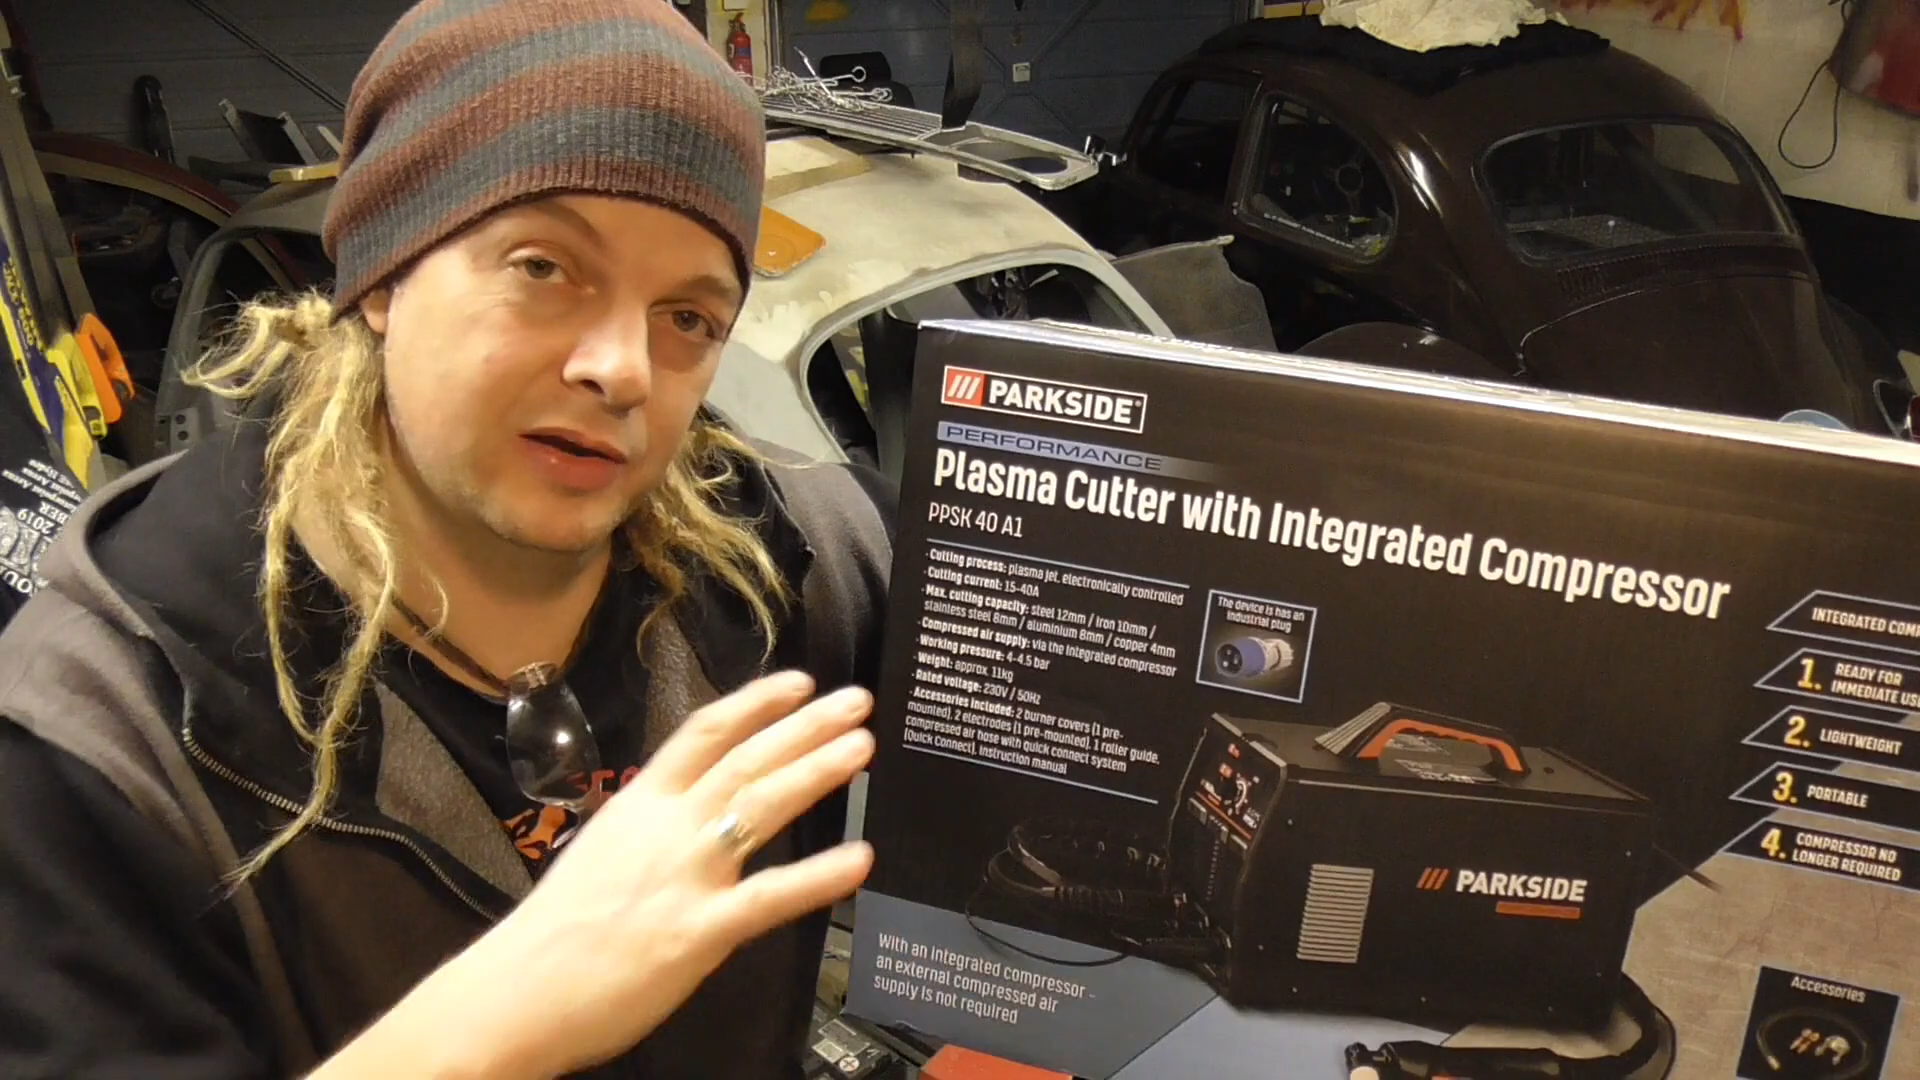 PARKSIDE
PERFORMANCE
Plasma Cutter with Integrated Compressor
PPSK 40 A1
· Cutting process: plasma jet, electronically controlled
· Cutting current: 15-40A
· Max. cutting capacity: steel 12mm / iron 10mm /
stainless steel 8mm / aluminium 8mm / copper 4mm
· Compressed air supply: via the integrated compressor
· Working pressure: 4-4.5 bar
· Weight: approx. 11kg
· Rated voltage: 230V / 50Hz
· Accessories included: 2 burner covers (1 pre-
mounted), 2 electrodes (1 pre-mounted), 1 roller guide,
compressed air hose with quick connect system
(Quick Connect), instruction manual
The device has an
industrial plug
INTEGRATED COMP
1. READY FOR
IMMEDIATE US
2. LIGHTWEIGHT
3. PORTABLE
4. COMPRESSOR NO
LONGER REQUIRED
PARKSIDE
With an integrated compressor –
an external compressed air
supply is not required
Accessories
2019